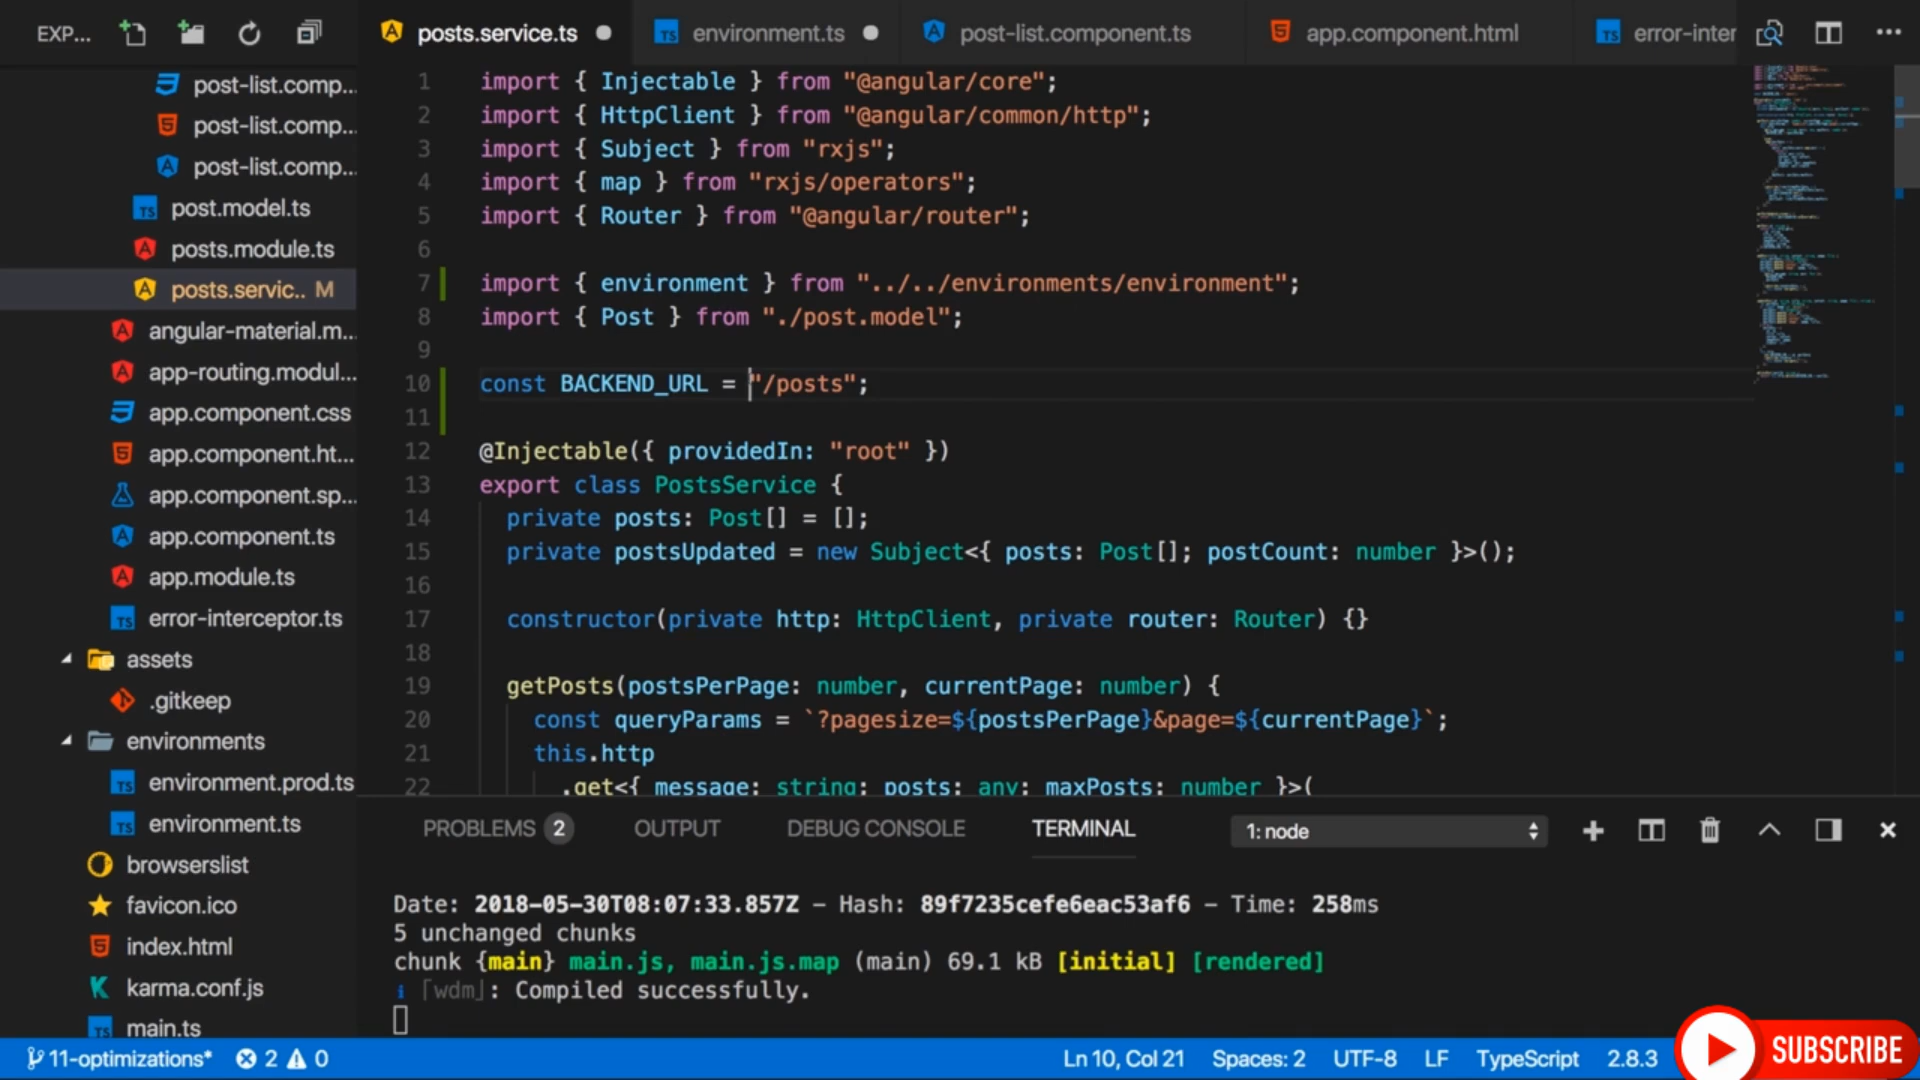 EXP...
posts.service.ts
environment.ts
post-list.component.ts
app.component.html
error-inter
post-list.comp...
post-list.comp...
post-list.comp...
post.model.ts
posts.module.ts
posts.servic.. M
angular-material.m...
app-routing.modul...
app.component.css
app.component.ht...
app.component.sp...
app.component.ts
app.module.ts
error-interceptor.ts
assets
.gitkeep
environments
environment.prod.ts
environment.ts
browserslist
favicon.ico
index.html
karma.conf.js
main.ts
1 import { Injectable } from "@angular/core";
2 import { HttpClient } from "@angular/common/http";
3 import { Subject } from "rxjs";
4 import { map } from "rxjs/operators";
5 import { Router } from "@angular/router";
6
7 import { environment } from "../../environments/environment";
8 import { Post } from "./post.model";
9
10 const BACKEND_URL = "/posts";
11
12 @Injectable({ providedIn: "root" })
13 export class PostsService {
14 private posts: Post[] = [];
15 private postsUpdated = new Subject<{ posts: Post[]; postCount: number }>();
16
17 constructor(private http: HttpClient, private router: Router) {}
18
19 getPosts(postsPerPage: number, currentPage: number) {
20 const queryParams = `?pagesize=${postsPerPage}&page=${currentPage}`;
21 this.http
22 .get<{ message: string; posts: any; maxPosts: number }>(
PROBLEMS 2 OUTPUT DEBUG CONSOLE TERMINAL 1: node
Date: 2018-05-30T08:07:33.857Z – Hash: 89f7235cefe6eac53af6 – Time: 258ms
5 unchanged chunks
chunk {main} main.js, main.js.map (main) 69.1 kB [initial] [rendered]
i ｢wdm｣: Compiled successfully.
11-optimizations* 2 0 Ln 10, Col 21 Spaces: 2 UTF-8 LF TypeScript 2.8.3
SUBSCRIBE